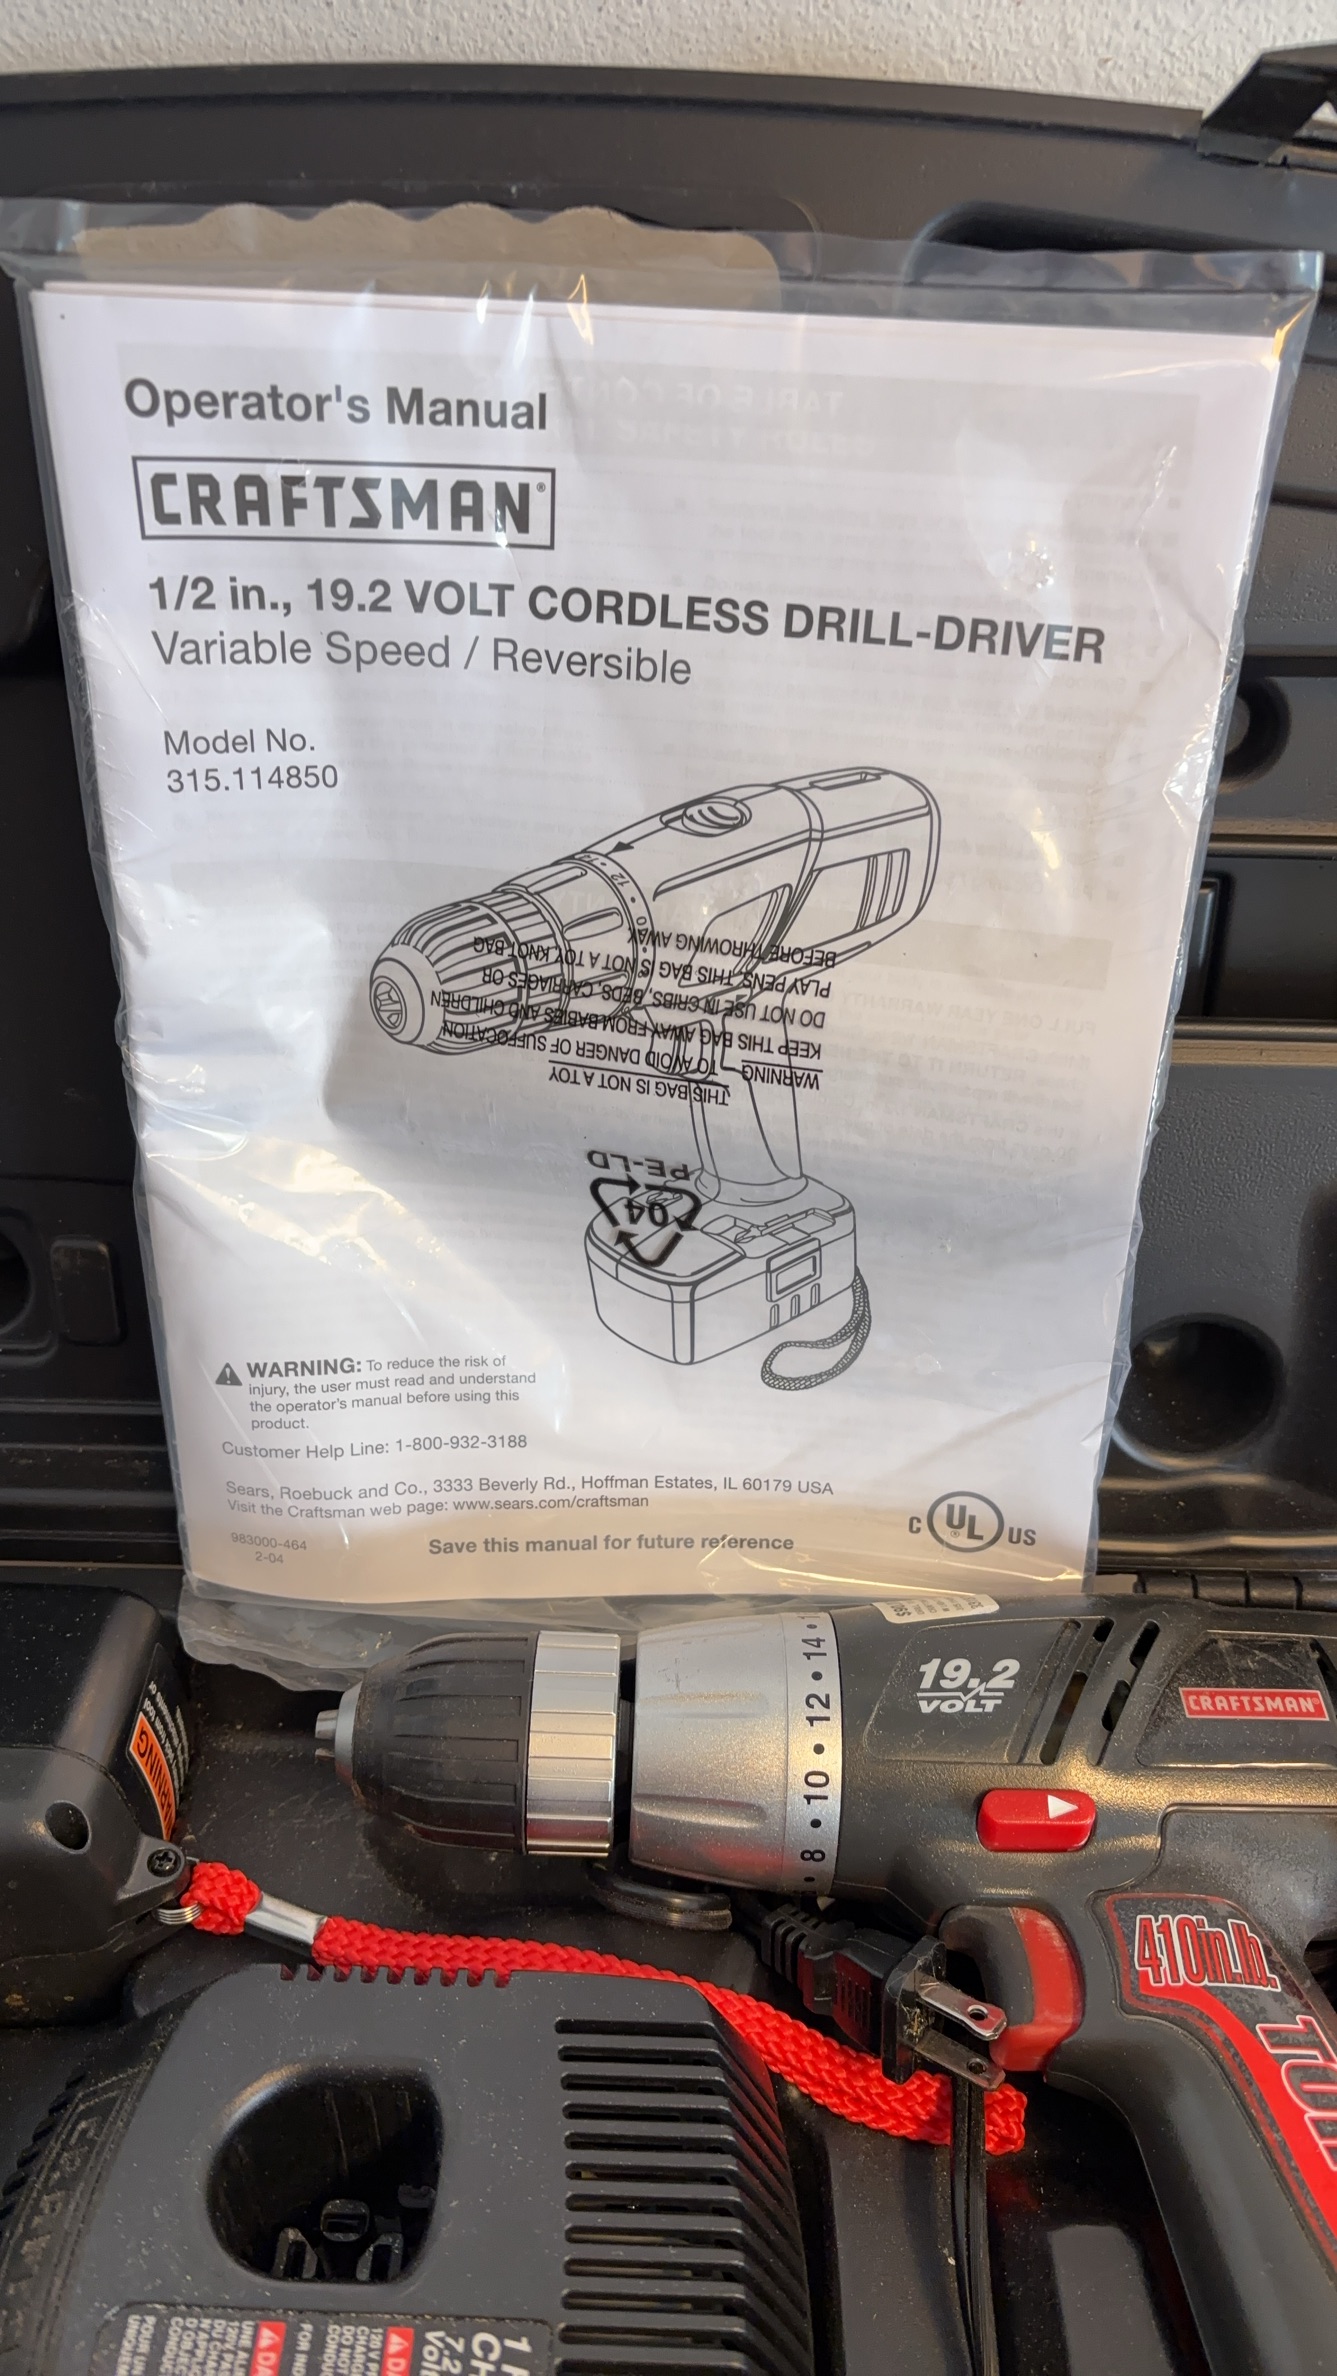 Operator's Manual
CRAFTSMAN®
1/2 in., 19.2 VOLT CORDLESS DRILL-DRIVER
Variable Speed / Reversible
Model No.
315.114850
THIS BAG IS NOT A TOY
WARNING TO AVOID DANGER OF SUFFOCATION
KEEP THIS BAG AWAY FROM BABIES AND CHILDREN
DO NOT USE IN CRIBS, BEDS, CARRIAGES OR
PLAY PENS, THIS BAG IS NOT A TOY KNOT BAG
BEFORE THROWING AWAY
04
PE-LD
WARNING: To reduce the risk of
injury, the user must read and understand
the operator's manual before using this
product.
Customer Help Line: 1-800-932-3188
Sears, Roebuck and Co., 3333 Beverly Rd., Hoffman Estates, IL 60179 USA
Visit the Craftsman web page: www.sears.com/craftsman
983000-464
2-04
Save this manual for future reference
C UL® US
8 • 10 • 12 • 14
19.2
VOLT
CRAFTSMAN®
410in.lb.
WARNING